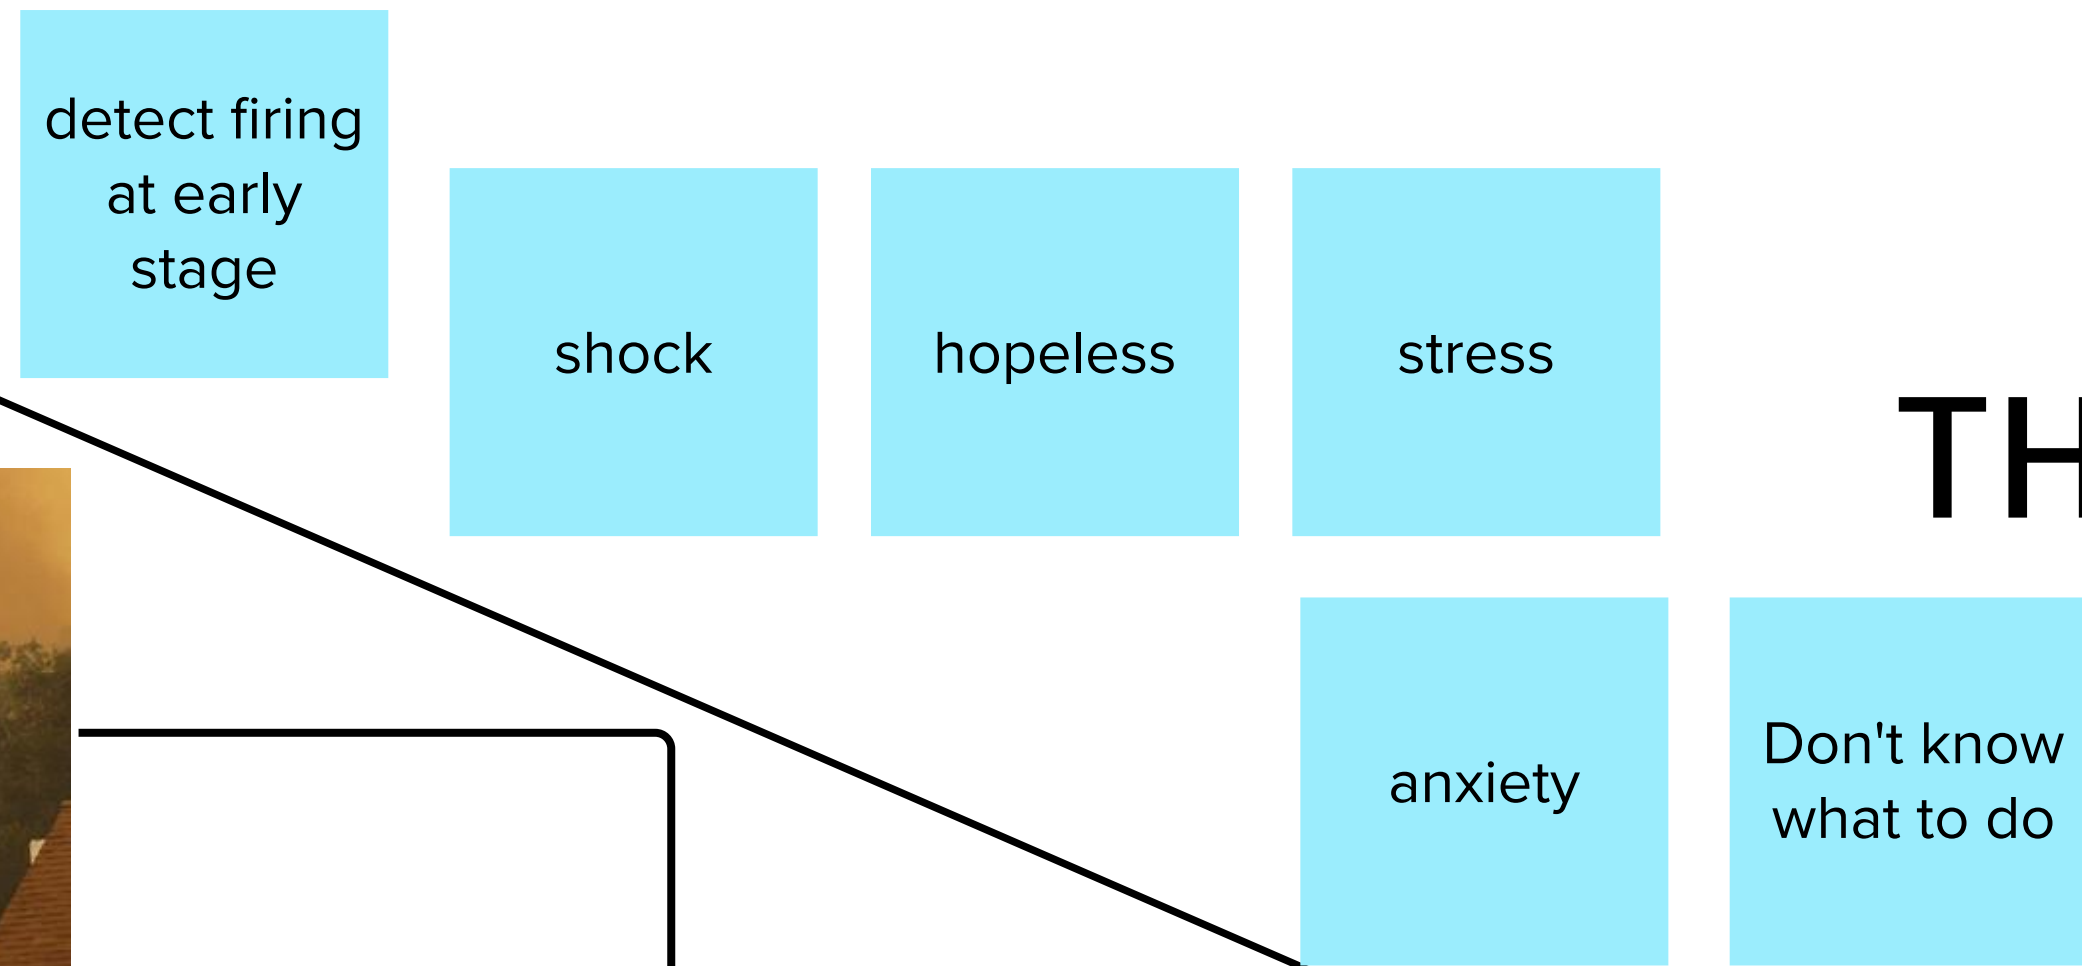 detect firing
at early
stage
shock
hopeless
stress
TH
anxiety
Don't know
what to do